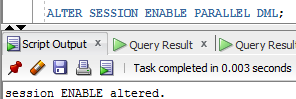 ALTER SESSION ENABLE PARALLEL DML;
Script Output x Query Result x Query Result
Task completed in 0.003 seconds
session ENABLE altered.